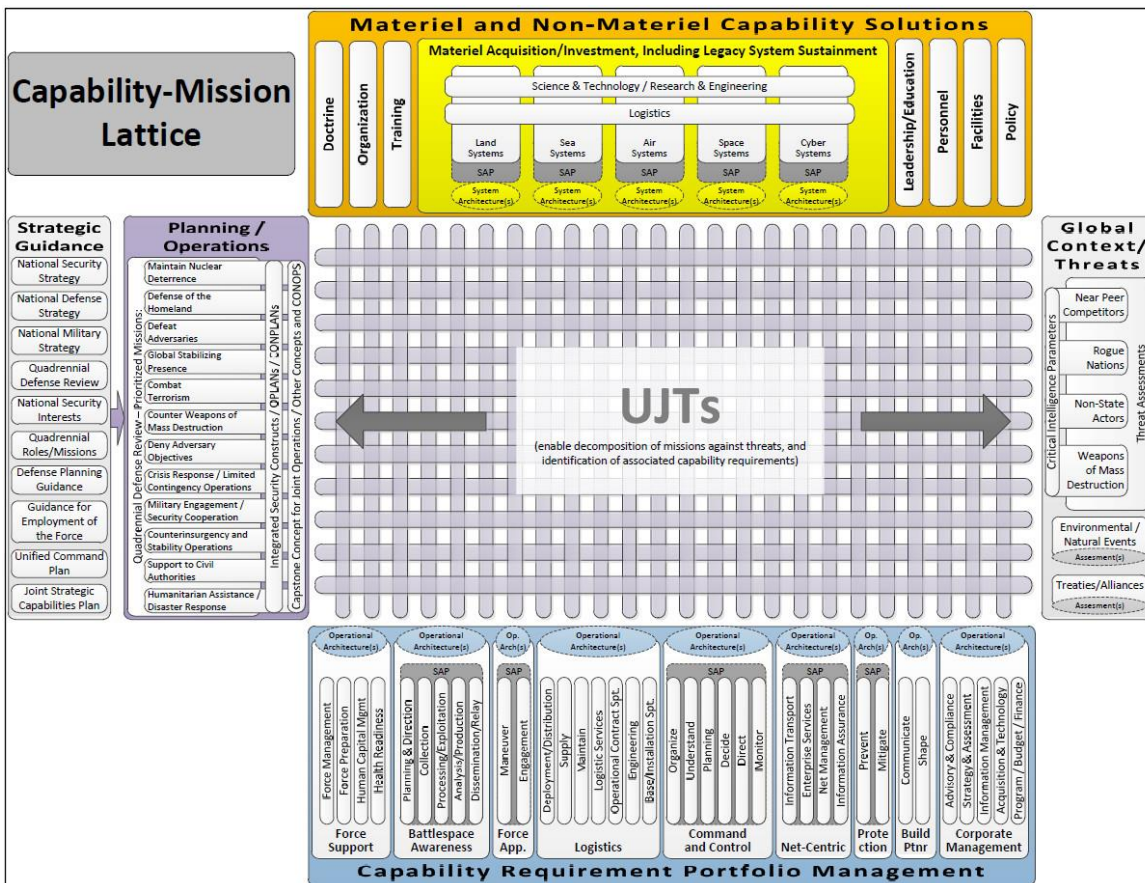 Capability-Mission
Lattice
Materiel and Non-Materiel Capability Solutions
Doctrine
Organization
Training
Materiel Acquisition/Investment, Including Legacy System Sustainment
Science & Technology / Research & Engineering
Logistics
Land
Systems
SAP
System
Architecture(s)
Sea
Systems
SAP
System
Architecture(s)
Air
Systems
SAP
System
Architecture(s)
Space
Systems
SAP
System
Architecture(s)
Cyber
Systems
SAP
System
Architecture(s)
Leadership/Education
Personnel
Facilities
Policy
Strategic
Guidance
National Security
Strategy
National Defense
Strategy
National Military
Strategy
Quadrennial
Defense Review
National Security
Interests
Quadrennial
Roles/Missions
Defense Planning
Guidance
Guidance for
Employment of
the Force
Unified Command
Plan
Joint Strategic
Capabilities Plan
Planning /
Operations
Quadrennial Defense Review – Prioritized Missions:
Maintain Nuclear
Deterrence
Defense of the
Homeland
Defeat
Adversaries
Global Stabilizing
Presence
Combat
Terrorism
Counter Weapons of
Mass Destruction
Deny Adversary
Objectives
Crisis Response / Limited
Contingency Operations
Military Engagement /
Security Cooperation
Counterinsurgency and
Stability Operations
Support to Civil
Authorities
Humanitarian Assistance /
Disaster Response
Integrated Security Constructs / OPLANs / CONPLANs
Capstone Concept for Joint Operations / Other Concepts and CONOPS
UJTs
(enable decomposition of missions against threats, and
identification of associated capability requirements)
Global
Context/
Threats
Critical Intelligence Parameters
Near Peer
Competitors
Rogue
Nations
Non-State
Actors
Weapons
of Mass
Destruction
Threat Assessments
Environmental /
Natural Events
Assesment(s)
Treaties/Alliances
Assesment(s)
Operational
Architecture(s)
Force Management
Force Preparation
Human Capital Mgmt
Health Readiness
Force
Support
Operational
Architecture(s)
SAP
Planning & Direction
Collection
Processing/Exploitation
Analysis/Production
Dissemination/Relay
Battlespace
Awareness
Op.
Arch(s)
SAP
Maneuver
Engagement
Force
App.
Operational
Architecture(s)
Deployment/Distribution
Supply
Maintain
Logistic Services
Operational Contract Spt.
Engineering
Base/Installation Spt.
Logistics
Operational
Architecture(s)
SAP
Organize
Understand
Planning
Decide
Direct
Monitor
Command
and Control
Operational
Architecture(s)
SAP
Information Transport
Enterprise Services
Net Management
Information Assurance
Net-Centric
Op.
Arch(s)
SAP
Prevent
Mitigate
Prote
ction
Op.
Arch(s)
Communicate
Shape
Build
Ptnr
Operational
Architecture(s)
Advisory & Compliance
Strategy & Assessment
Information Management
Acquisition & Technology
Program / Budget / Finance
Corporate
Management
Capability Requirement Portfolio Management